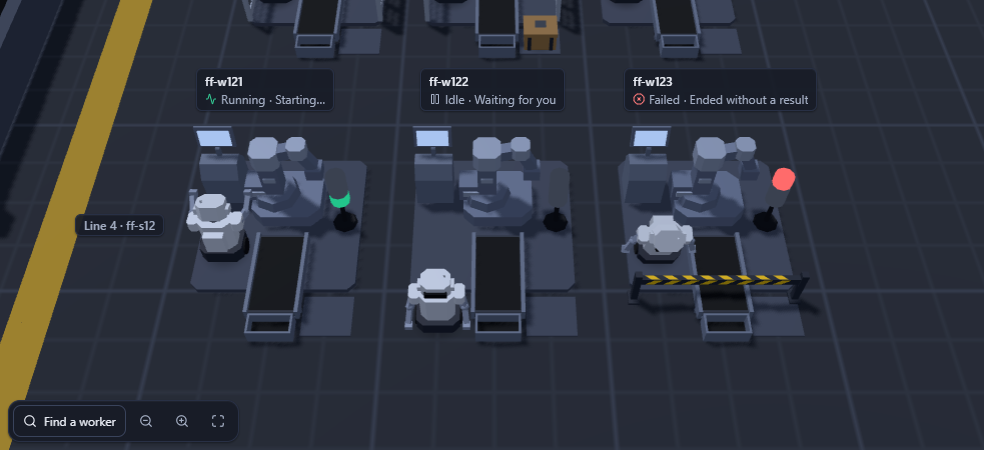 ff-w121
Running · Starting...
ff-w122
Idle · Waiting for you
ff-w123
Failed · Ended without a result
Line 4 · ff-s12
Find a worker